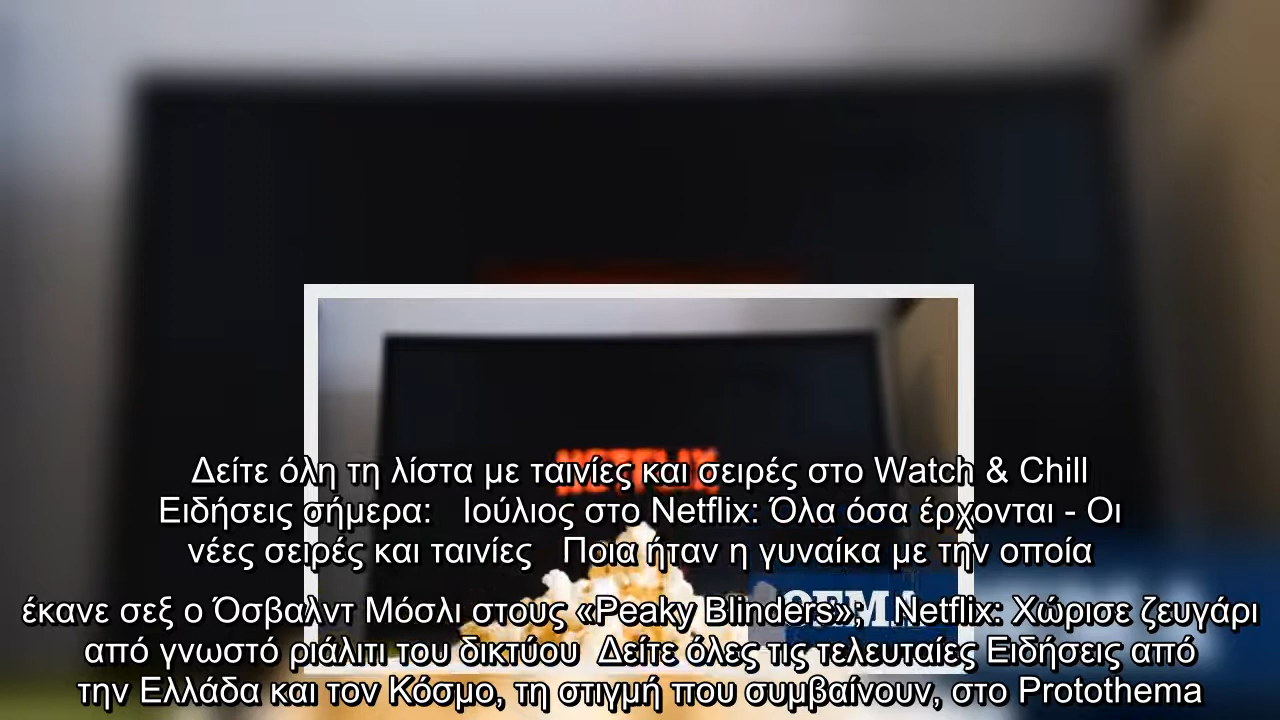 NETFLIX
Δείτε όλη τη λίστα με ταινίες και σειρές στο Watch & Chill
Ειδήσεις σήμερα: Ιούλιος στο Netflix: Όλα όσα έρχονται - Οι
νέες σειρές και ταινίες Ποια ήταν η γυναίκα με την οποία
έκανε σεξ ο Όσβαλντ Μόσλι στους «Peaky Blinders»; Netflix: Χώρισε ζευγάρι
από γνωστό ριάλιτι του δικτύου Δείτε όλες τις τελευταίες Ειδήσεις από
την Ελλάδα και τον Κόσμο, τη στιγμή που συμβαίνουν, στο Protothema